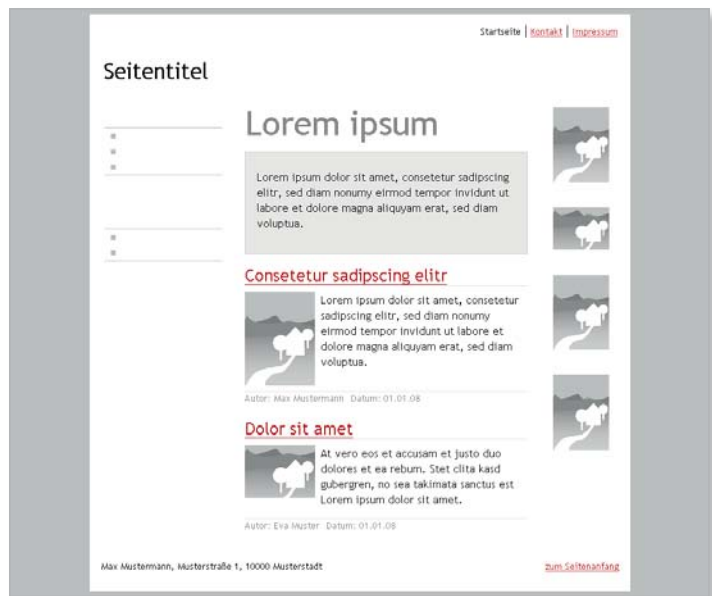 Startseite | Kontakt | Impressum
Seitentitel
Lorem ipsum
Lorem ipsum dolor sit amet, consetetur sadipscing
elitr, sed diam nonumy eirmod tempor invidunt ut
labore et dolore magna aliquyam erat, sed diam
voluptua.
Consetetur sadipscing elitr
Lorem ipsum dolor sit amet, consetetur
sadipscing elitr, sed diam nonumy
eirmod tempor invidunt ut labore et
dolore magna aliquyam erat, sed diam
voluptua.
Autor: Max Mustermann Datum: 01.01.08
Dolor sit amet
At vero eos et accusam et justo duo
dolores et ea rebum. Stet clita kasd
gubergren, no sea takimata sanctus est
Lorem ipsum dolor sit amet.
Autor: Eva Muster Datum: 01.01.08
Max Mustermann, Musterstraße 1, 10000 Musterstadt
zum Seitenanfang